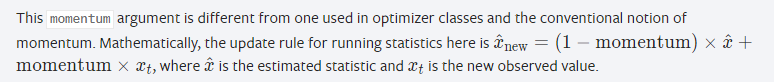 This momentum argument is different from one used in optimizer classes and the conventional notion of
momentum. Mathematically, the update rule for running statistics here is x̂new = (1 − momentum) × x̂ +
momentum × xt, where x̂ is the estimated statistic and xt is the new observed value.